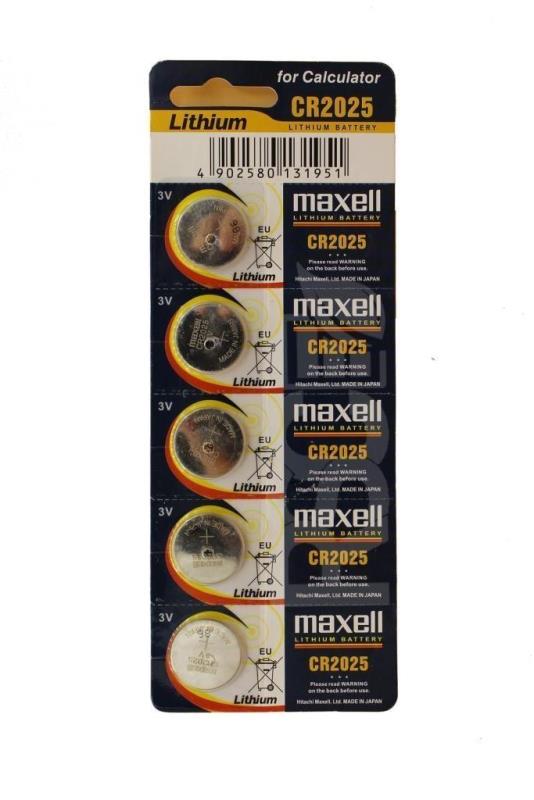 for Calculator
CR2025
Lithium
LITHIUM BATTERY
4 902580 131951
3V
maxell
LITHIUM BATTERY
CR2025
EU
Please read WARNING
on the back before use.
Lithium
Hitachi Maxell, Ltd. MADE IN JAPAN
3V
maxell
LITHIUM BATTERY
maxell
CR2025
CR2025
EU
MADE IN
Please read WARNING
on the back before use.
Lithium
Hitachi Maxell, Ltd. MADE IN JAPAN
3V
maxell
LITHIUM BATTERY
CR2025
EU
Please read WARNING
on the back before use.
Lithium
Hitachi Maxell, Ltd. MADE IN JAPAN
3V
maxell
LITHIUM BATTERY
EU
CR2025
Please read WARNING
on the back before use.
Lithium
Hitachi Maxell, Ltd. MADE IN JAPAN
3V
maxell
LITHIUM BATTERY
EU
CR2025
Please read WARNING
on the back before use.
Lithium
Hitachi Maxell, Ltd. MADE IN JAPAN